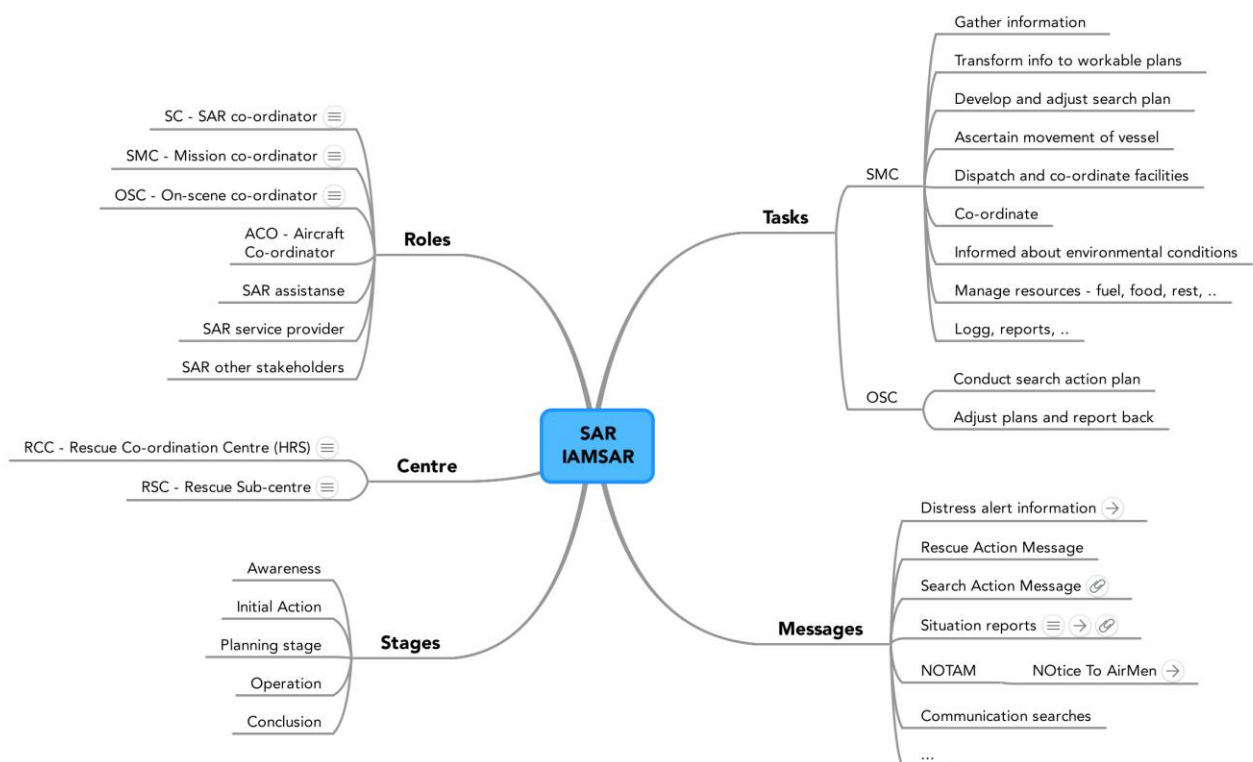 SAR
IAMSAR
Roles
SC - SAR co-ordinator
SMC - Mission co-ordinator
OSC - On-scene co-ordinator
ACO - Aircraft
Co-ordinator
SAR assistanse
SAR service provider
SAR other stakeholders
Centre
RCC - Rescue Co-ordination Centre (HRS)
RSC - Rescue Sub-centre
Stages
Awareness
Initial Action
Planning stage
Operation
Conclusion
Tasks
SMC
Gather information
Transform info to workable plans
Develop and adjust search plan
Ascertain movement of vessel
Dispatch and co-ordinate facilities
Co-ordinate
Informed about environmental conditions
Manage resources - fuel, food, rest, ..
Logg, reports, ..
OSC
Conduct search action plan
Adjust plans and report back
Messages
Distress alert information
Rescue Action Message
Search Action Message
Situation reports
NOTAM
NOtice To AirMen
Communication searches
...